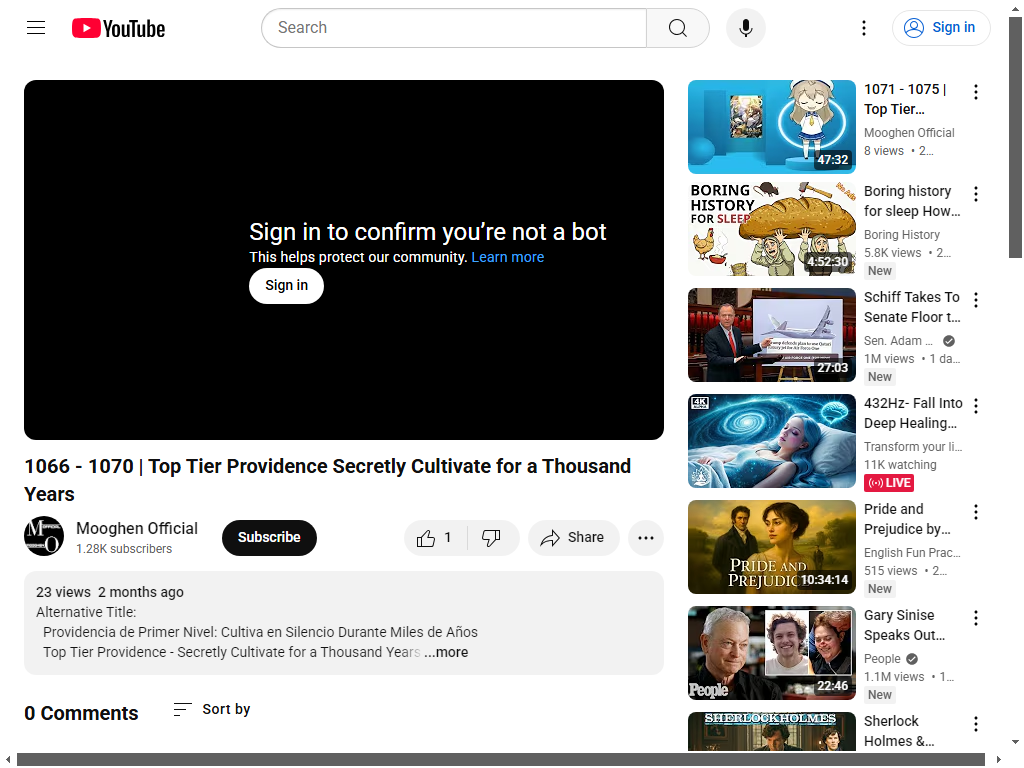 YouTube
Search
Sign in
Sign in to confirm you’re not a bot
This helps protect our community. Learn more
Sign in
1066 - 1070 | Top Tier Providence Secretly Cultivate for a Thousand
Years
Mooghen Official
1.28K subscribers
Subscribe
1
Share
23 views 2 months ago
Alternative Title:
Providencia de Primer Nivel: Cultiva en Silencio Durante Miles de Años
Top Tier Providence - Secretly Cultivate for a Thousand Years ...more
0 Comments
Sort by
47:32
1071 - 1075 |
Top Tier...
Mooghen Official
8 views • 2...
BORING
HISTORY
FOR SLEEP
No Ads
4:52:30
Boring history
for sleep How...
Boring History
5.8K views • 2...
New
27:03
Schiff Takes To
Senate Floor t...
Sen. Adam ...
1M views • 1 da...
New
4K
432Hz- Fall Into
Deep Healing...
Transform your li...
11K watching
LIVE
PRIDE AND
PREJUDIC
10:34:14
Pride and
Prejudice by...
English Fun Prac...
515 views • 2...
New
People
22:46
Gary Sinise
Speaks Out...
People
1.1M views • 1...
New
SHERLOCK HOLMES
Sherlock
Holmes &...